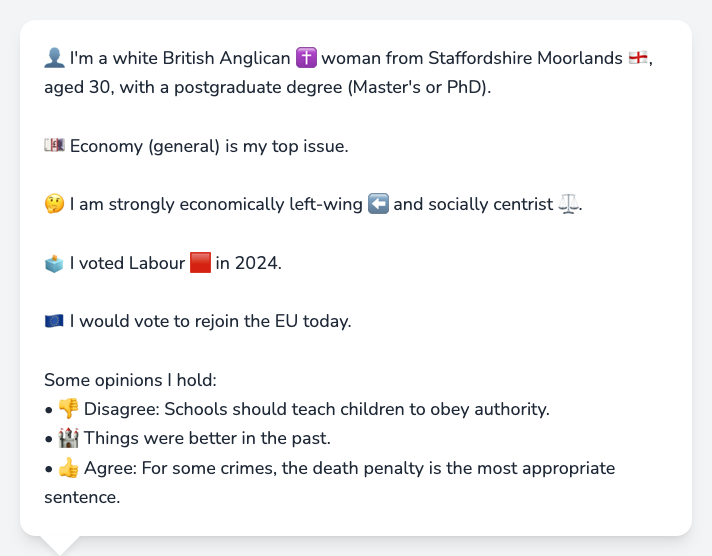 👤 I'm a white British Anglican ✝️ woman from Staffordshire Moorlands 🏴󠁧󠁢󠁥󠁮󠁧󠁿,
aged 30, with a postgraduate degree (Master's or PhD).
💷 Economy (general) is my top issue.
🤔 I am strongly economically left-wing ⬅️ and socially centrist ⚖️.
🗳️ I voted Labour 🟥 in 2024.
🇪🇺 I would vote to rejoin the EU today.
Some opinions I hold:
• 👎 Disagree: Schools should teach children to obey authority.
• 🏰 Things were better in the past.
• 👍 Agree: For some crimes, the death penalty is the most appropriate
sentence.